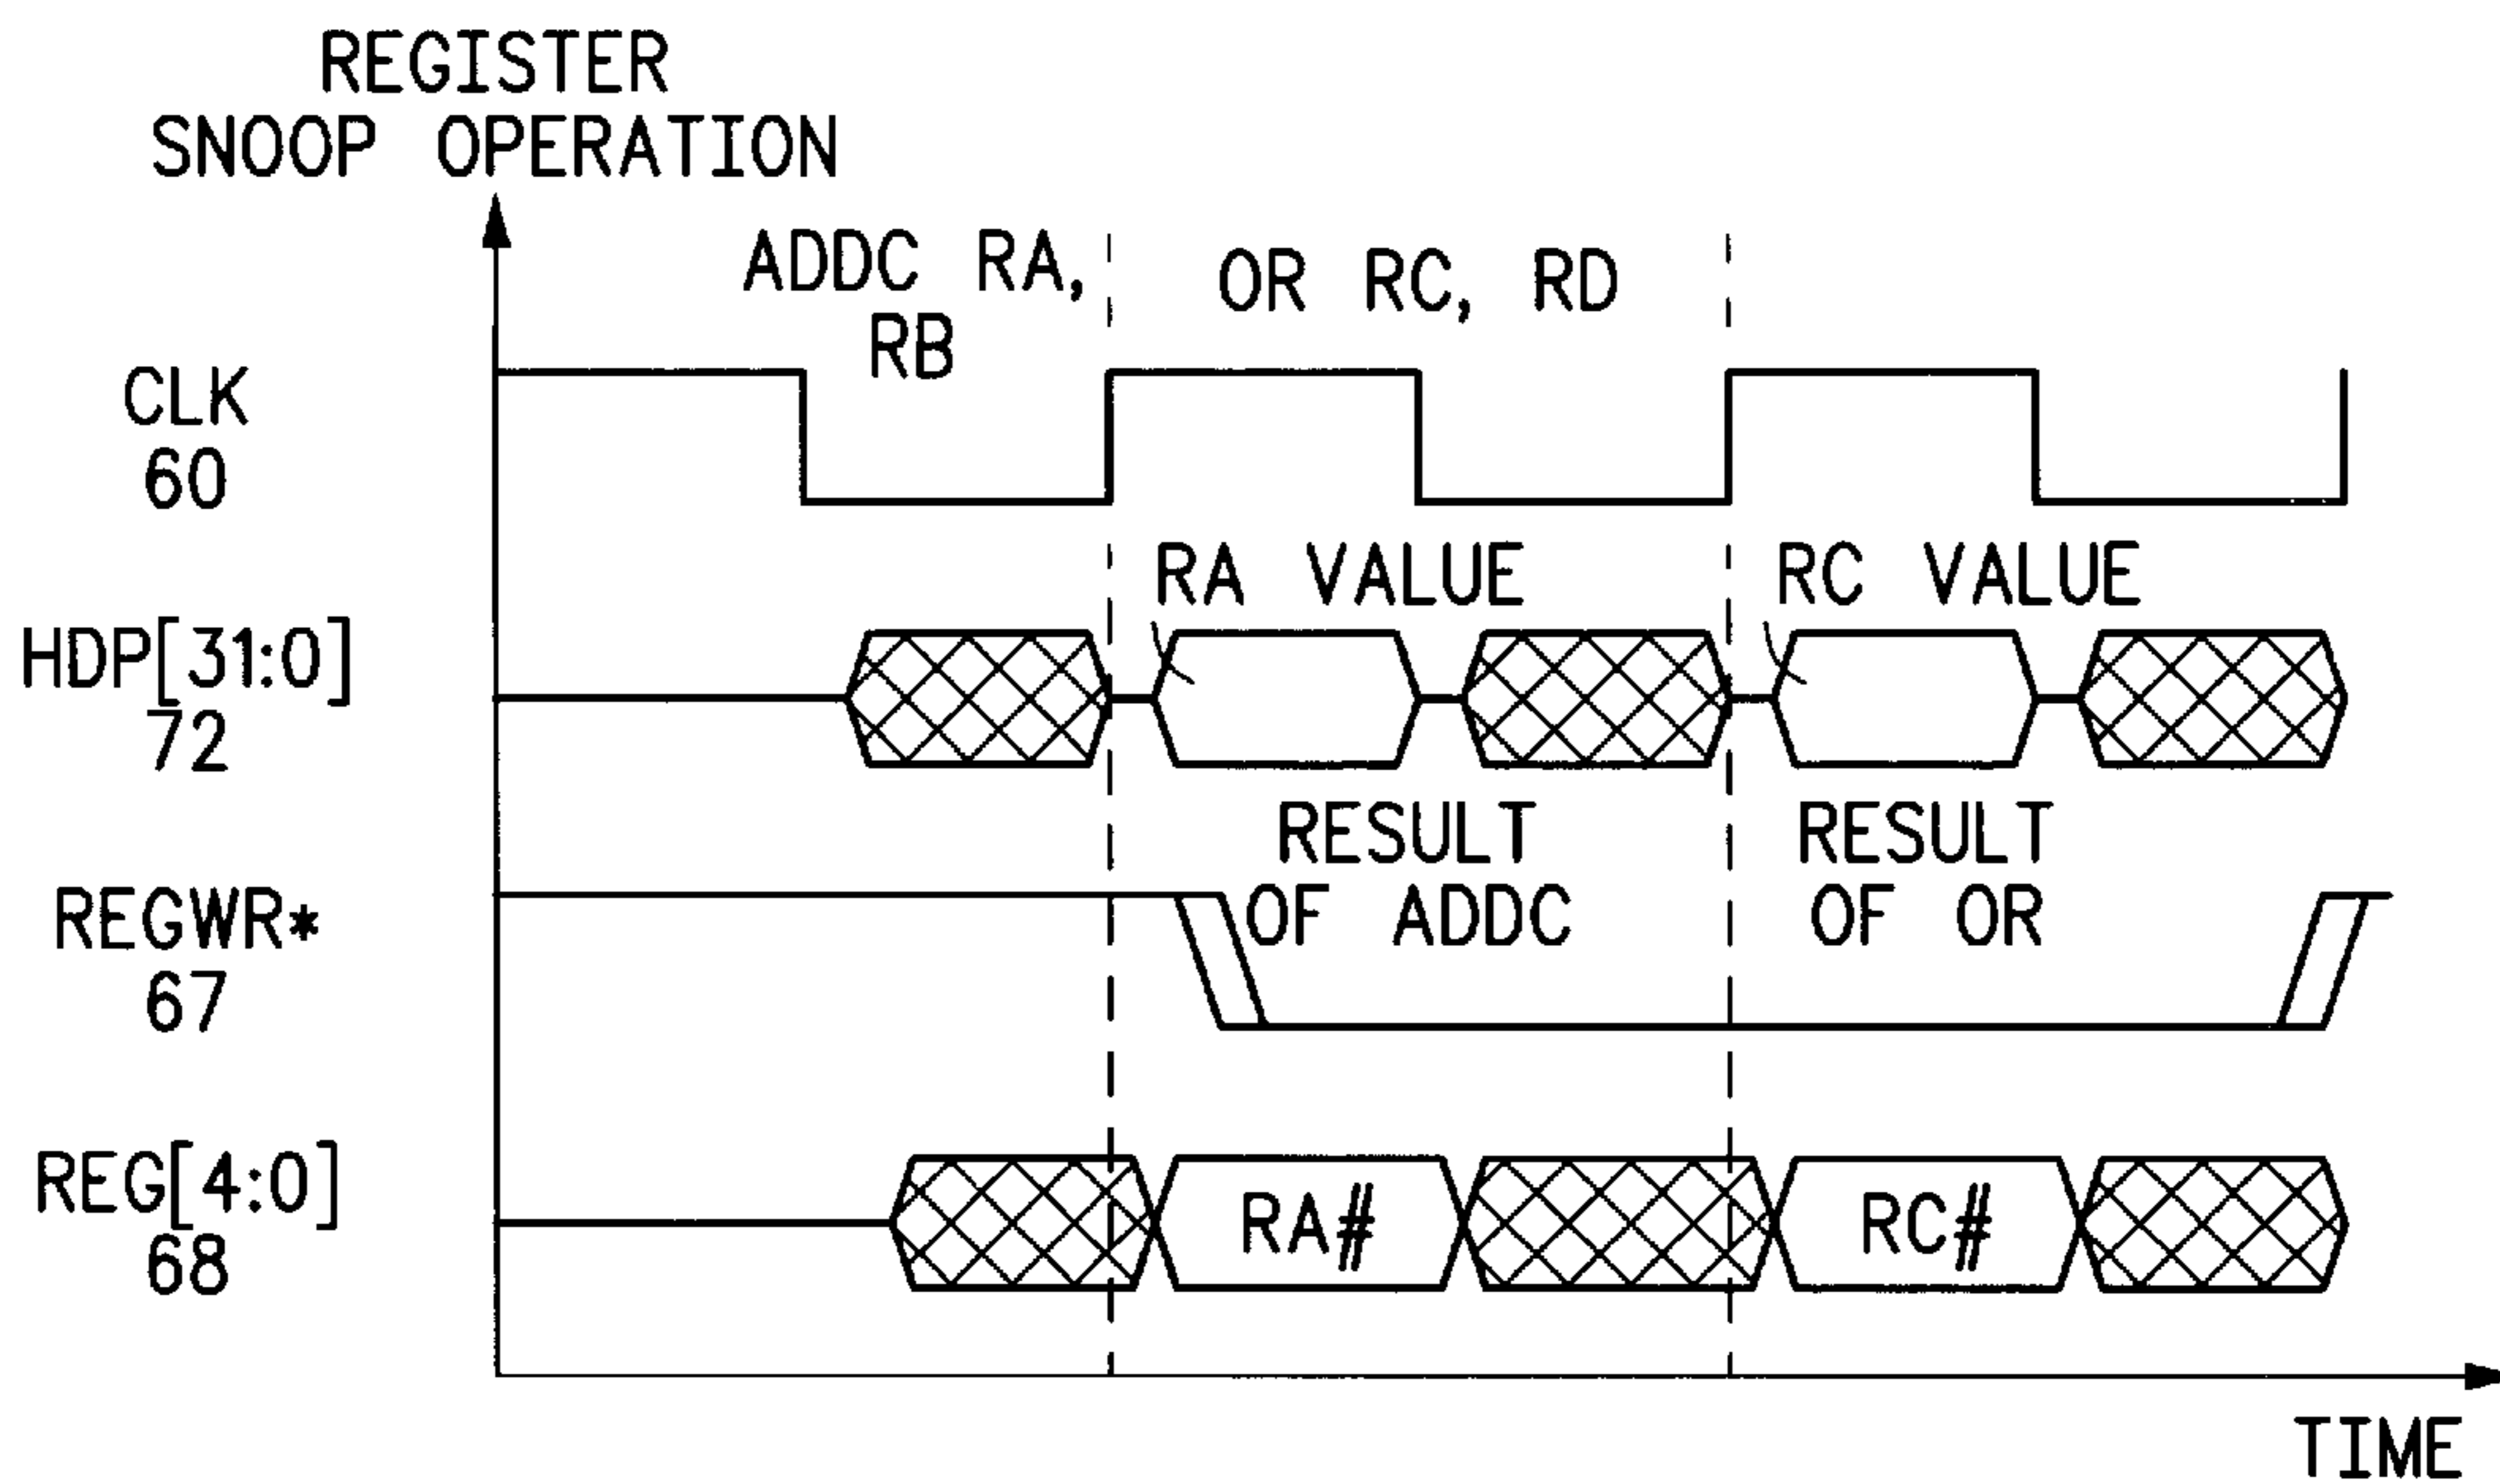 REGISTER
SNOOP OPERATION
ADDC RA,
RB
OR RC, RD
CLK
60
RA VALUE
RC VALUE
HDP[31:0]
72
RESULT
OF ADDC
RESULT
OF OR
REGWR*
67
REG[4:0]
68
RA#
RC#
TIME